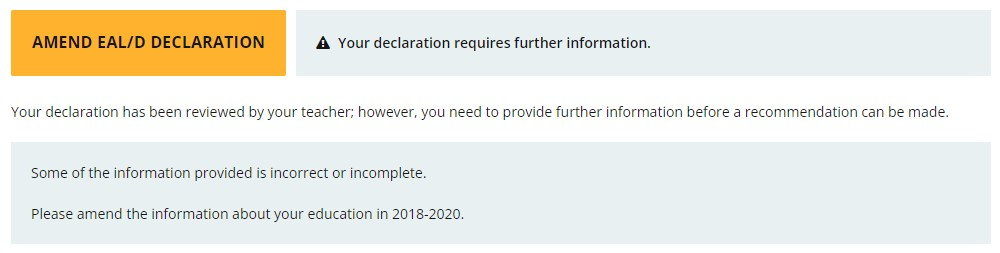 AMEND EAL/D DECLARATION
Your declaration requires further information.
Your declaration has been reviewed by your teacher; however, you need to provide further information before a recommendation can be made.
Some of the information provided is incorrect or incomplete.
Please amend the information about your education in 2018-2020.